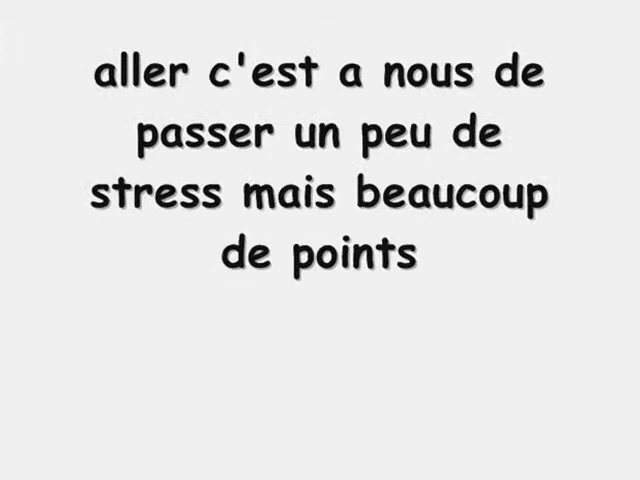 aller c'est a nous de
passer un peu de
stress mais beaucoup
de points